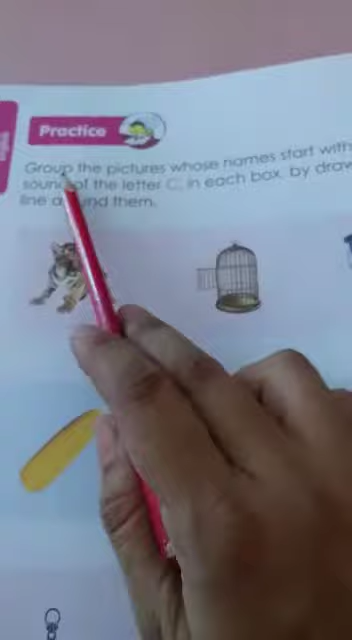 Practice
Group the pictures whose names start with
sound of the letter C, in each box, by draw
line around them.